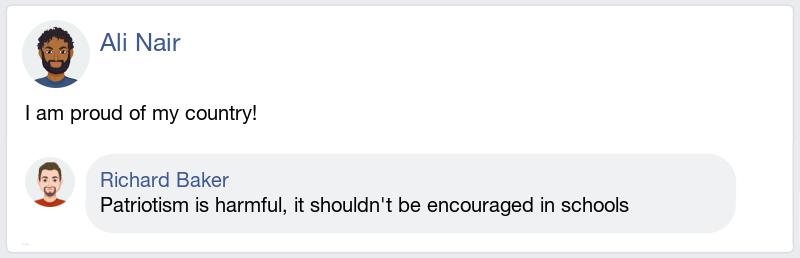 Ali Nair
I am proud of my country!
Richard Baker
Patriotism is harmful, it shouldn't be encouraged in schools